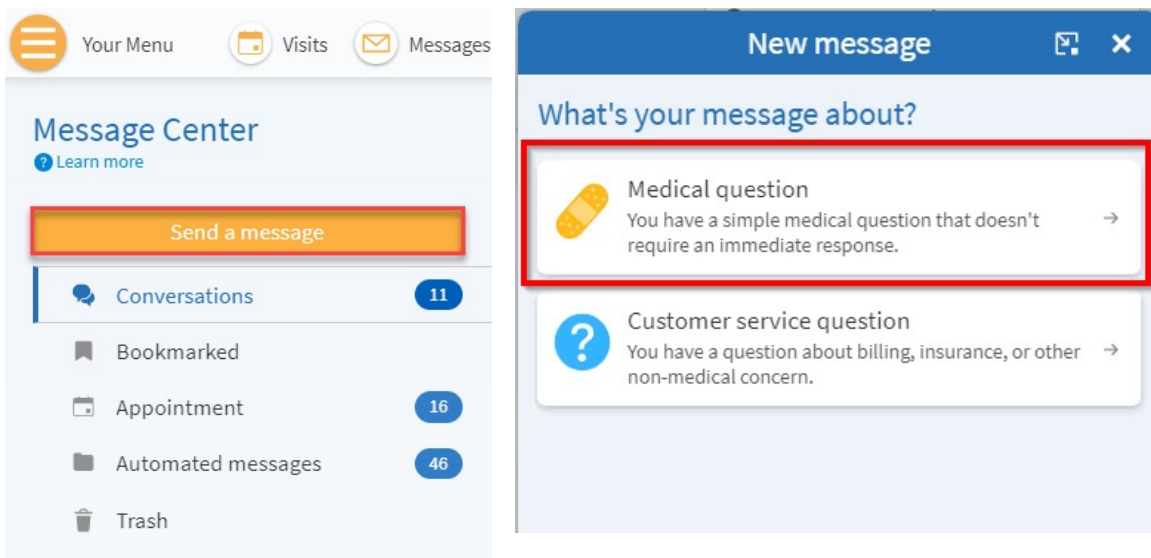 Your Menu
Visits
Messages
Message Center
? Learn more
Send a message
Conversations 11
Bookmarked
Appointment 16
Automated messages 46
Trash
New message
What's your message about?
Medical question
You have a simple medical question that doesn't
require an immediate response.
?
Customer service question
You have a question about billing, insurance, or other
non-medical concern.